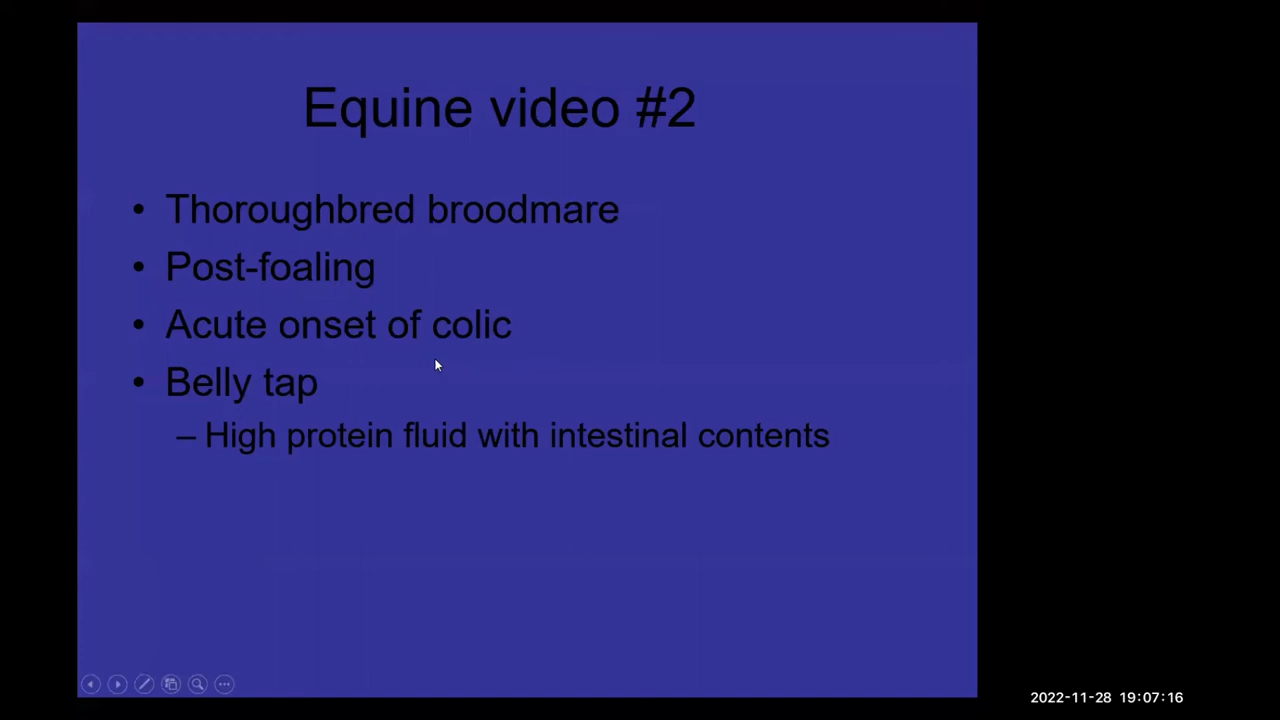 Equine video #2
• Thoroughbred broodmare
• Post-foaling
• Acute onset of colic
• Belly tap
– High protein fluid with intestinal contents
2022-11-28 19:07:16